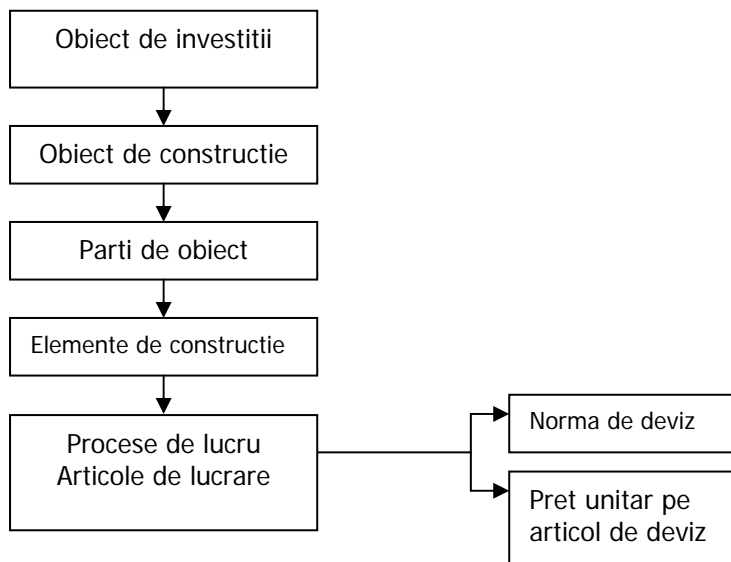 Obiect de investitii
Obiect de constructie
Parti de obiect
Elemente de constructie
Procese de lucru
Articole de lucrare
Norma de deviz
Pret unitar pe
articol de deviz